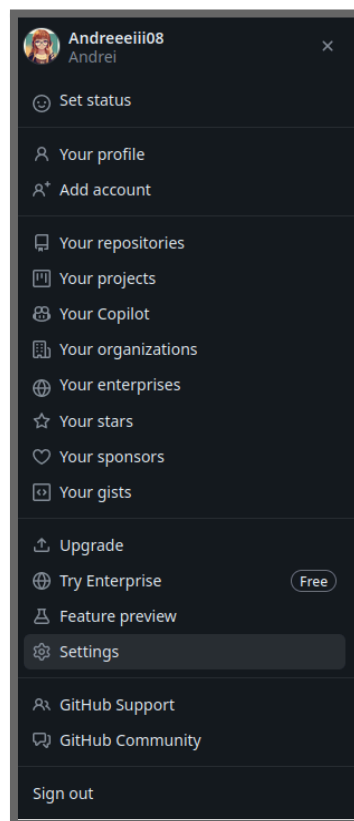 Andreeeiii08
Andrei
Set status
Your profile
Add account
Your repositories
Your projects
Your Copilot
Your organizations
Your enterprises
Your stars
Your sponsors
Your gists
Upgrade
Try Enterprise Free
Feature preview
Settings
GitHub Support
GitHub Community
Sign out